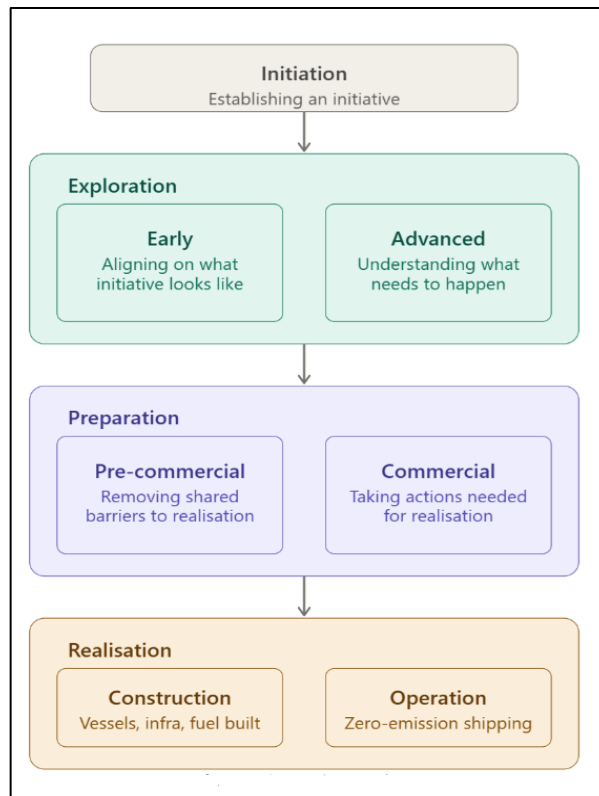 Initiation
Establishing an initiative
Exploration
Early
Aligning on what
initiative looks like
Advanced
Understanding what
needs to happen
Preparation
Pre-commercial
Removing shared
barriers to realisation
Commercial
Taking actions needed
for realisation
Realisation
Construction
Vessels, infra, fuel built
Operation
Zero-emission shipping